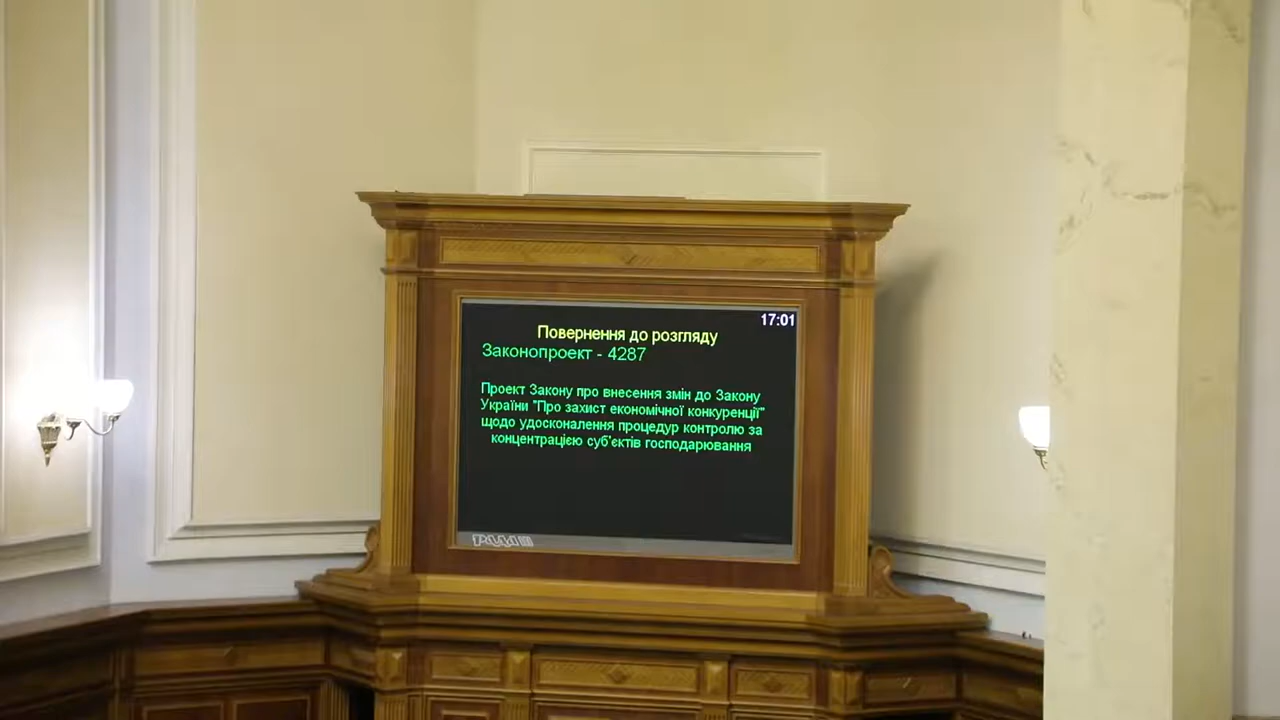 17:01
Повернення до розгляду
Законопроект - 4287
Проект Закону про внесення змін до Закону
України "Про захист економічної конкуренції"
щодо удосконалення процедур контролю за
концентрацією суб'єктів господарювання